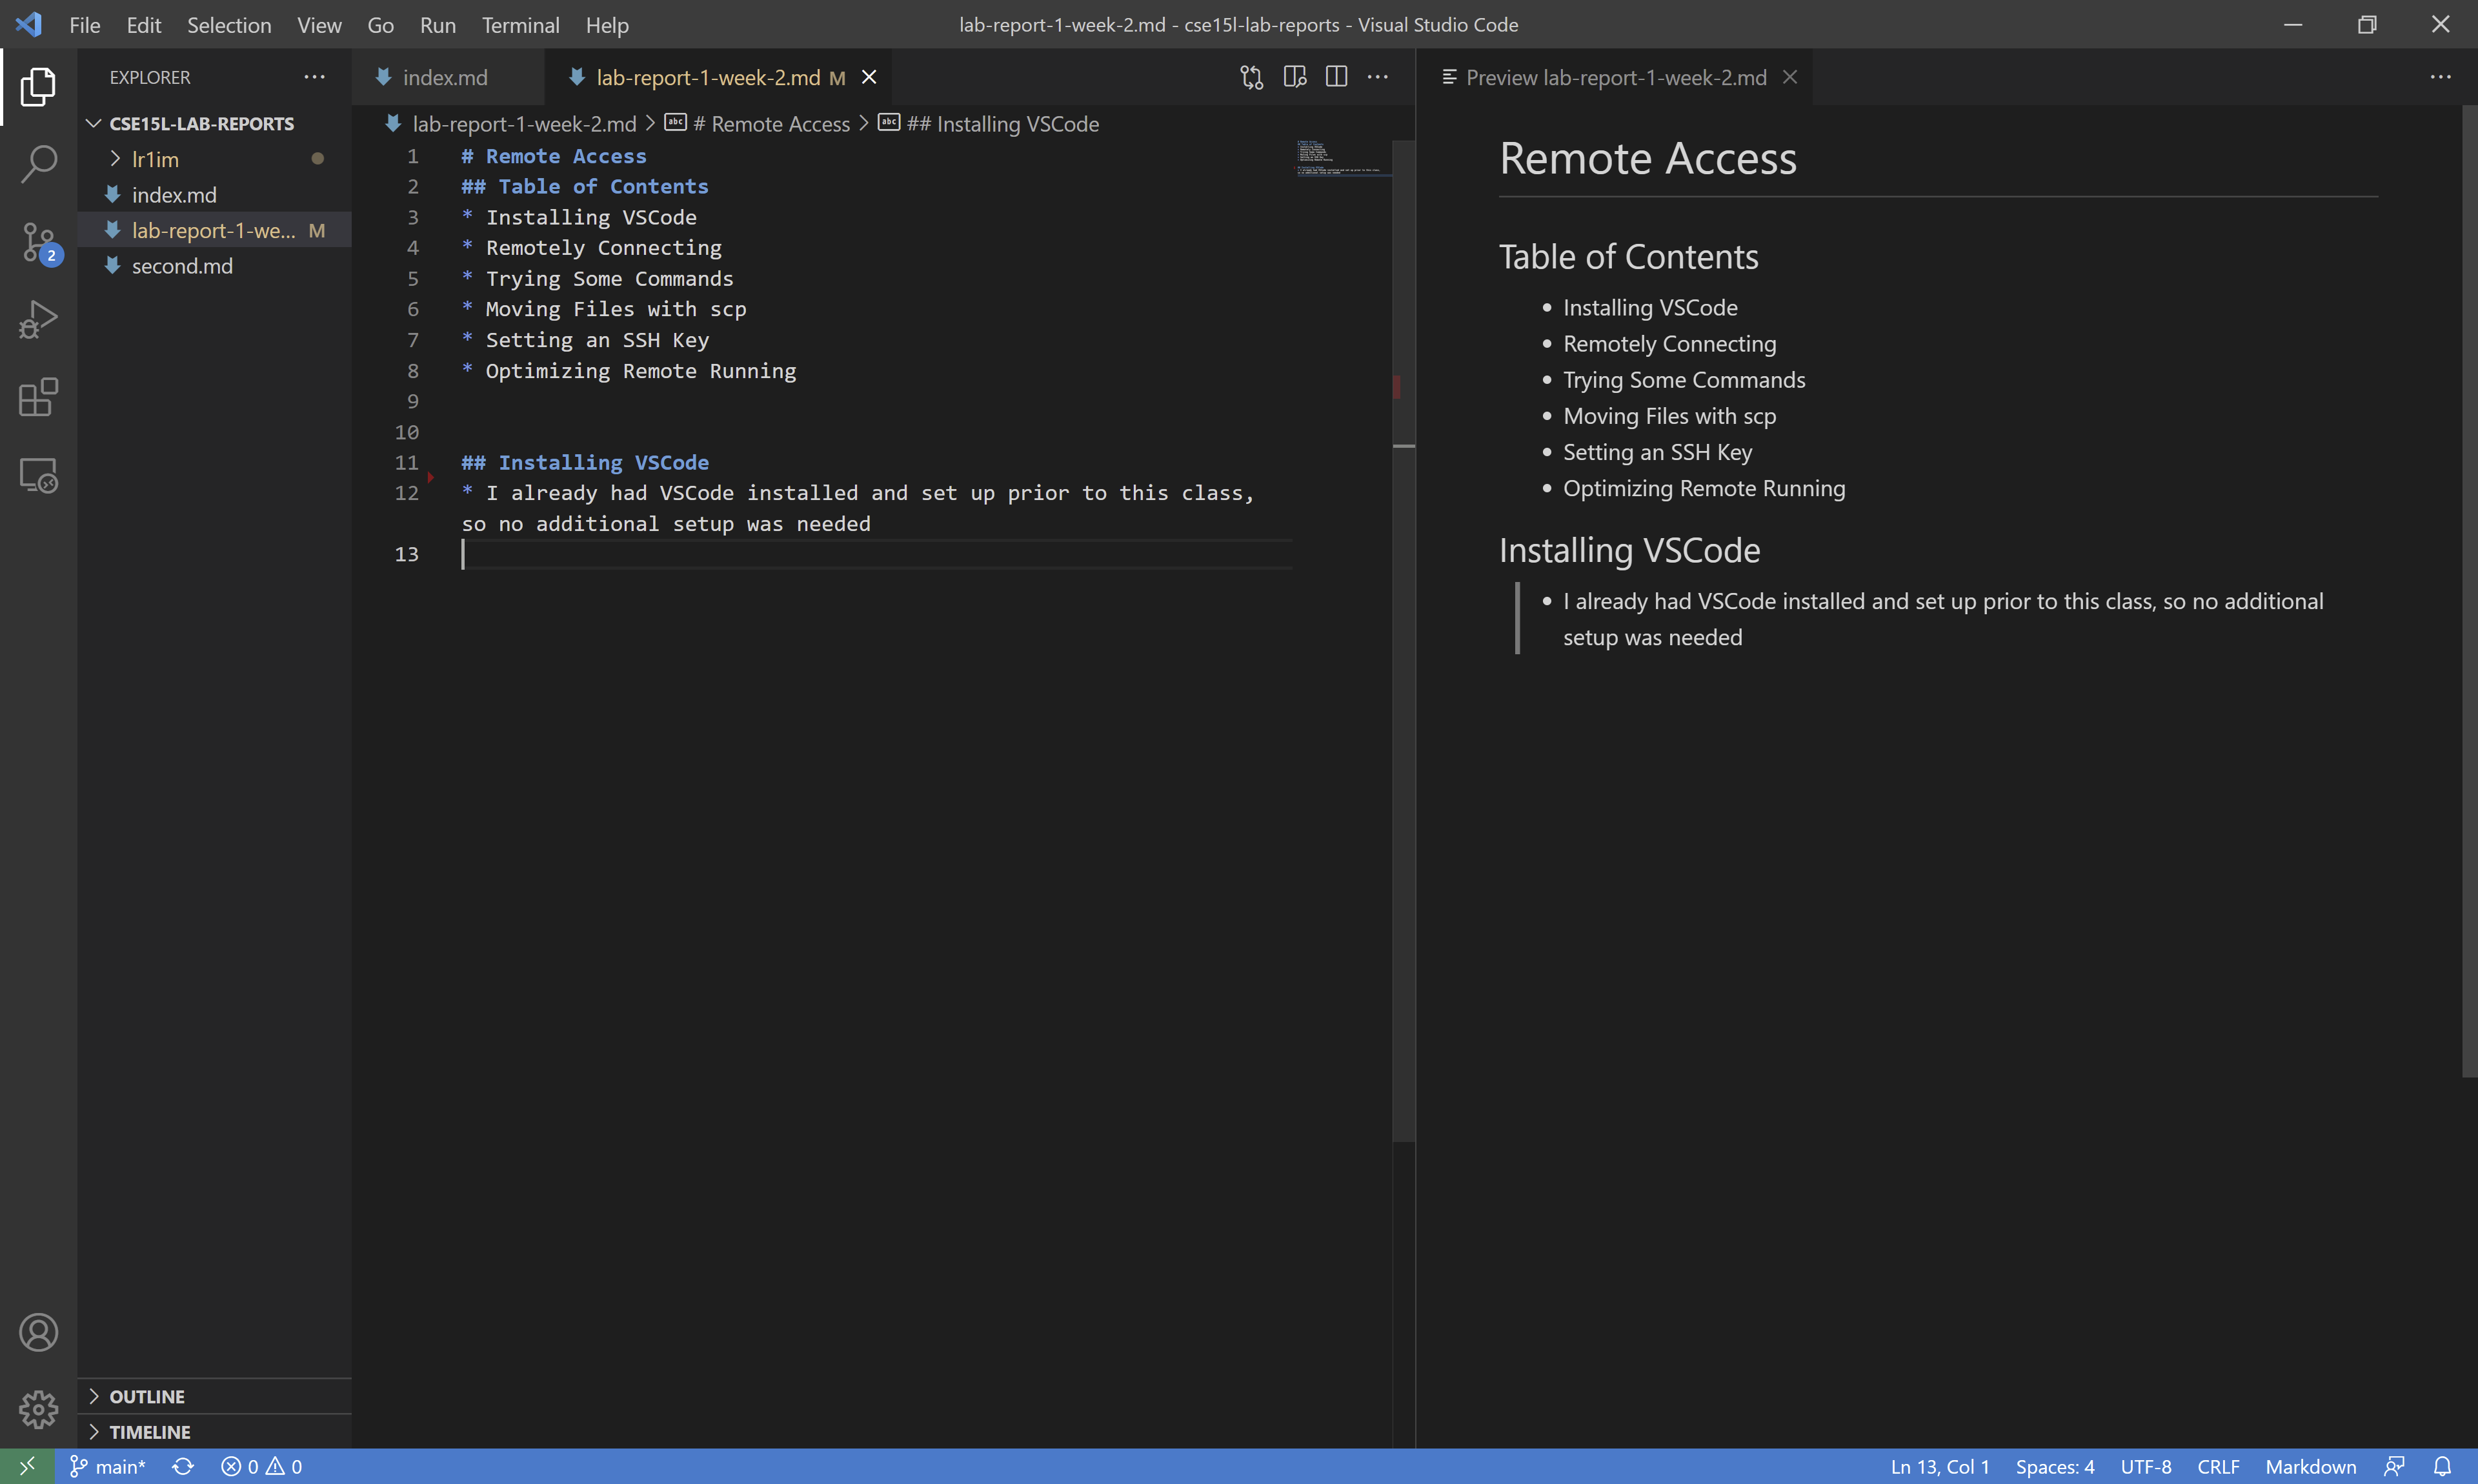 File Edit Selection View Go Run Terminal Help
lab-report-1-week-2.md - cse15l-lab-reports - Visual Studio Code
EXPLORER
CSE15L-LAB-REPORTS
lr1im
index.md
lab-report-1-we... M
second.md
2
OUTLINE
TIMELINE
index.md
lab-report-1-week-2.md M
lab-report-1-week-2.md > # Remote Access > ## Installing VSCode
1 # Remote Access
2 ## Table of Contents
3 * Installing VSCode
4 * Remotely Connecting
5 * Trying Some Commands
6 * Moving Files with scp
7 * Setting an SSH Key
8 * Optimizing Remote Running
9
10
11 ## Installing VSCode
12 * I already had VSCode installed and set up prior to this class,
so no additional setup was needed
13
Preview lab-report-1-week-2.md
Remote Access
Table of Contents
• Installing VSCode
• Remotely Connecting
• Trying Some Commands
• Moving Files with scp
• Setting an SSH Key
• Optimizing Remote Running
Installing VSCode
• I already had VSCode installed and set up prior to this class, so no additional
setup was needed
main* 0 0
Ln 13, Col 1 Spaces: 4 UTF-8 CRLF Markdown